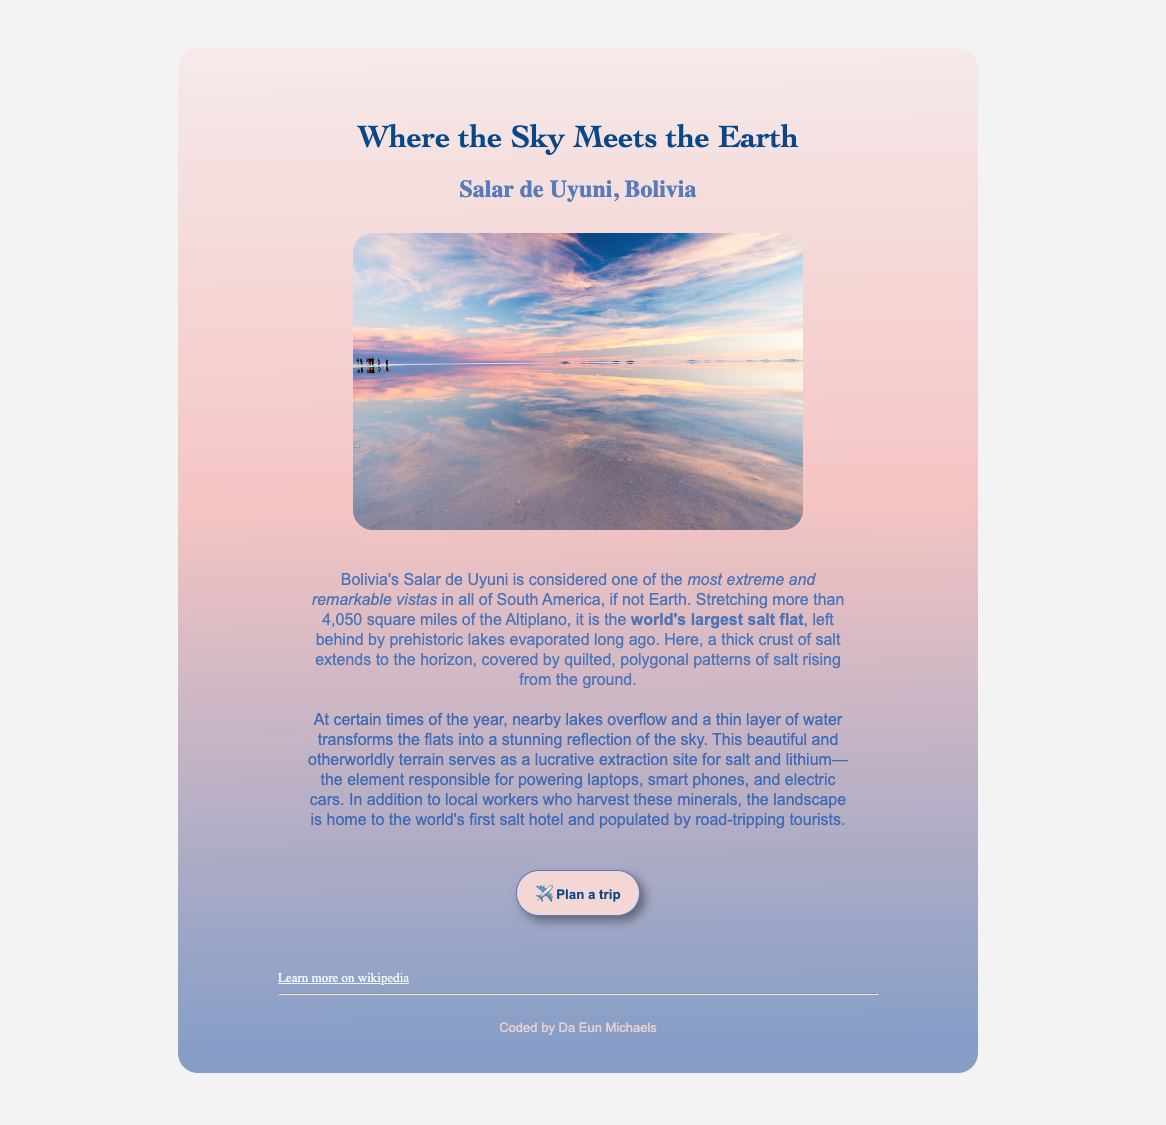 Where the Sky Meets the Earth
Salar de Uyuni, Bolivia
Bolivia's Salar de Uyuni is considered one of the most extreme and
remarkable vistas in all of South America, if not Earth. Stretching more than
4,050 square miles of the Altiplano, it is the world's largest salt flat, left
behind by prehistoric lakes evaporated long ago. Here, a thick crust of salt
extends to the horizon, covered by quilted, polygonal patterns of salt rising
from the ground.
At certain times of the year, nearby lakes overflow and a thin layer of water
transforms the flats into a stunning reflection of the sky. This beautiful and
otherworldly terrain serves as a lucrative extraction site for salt and lithium—
the element responsible for powering laptops, smart phones, and electric
cars. In addition to local workers who harvest these minerals, the landscape
is home to the world's first salt hotel and populated by road-tripping tourists.
✈️ Plan a trip
Learn more on wikipedia
Coded by Da Eun Michaels